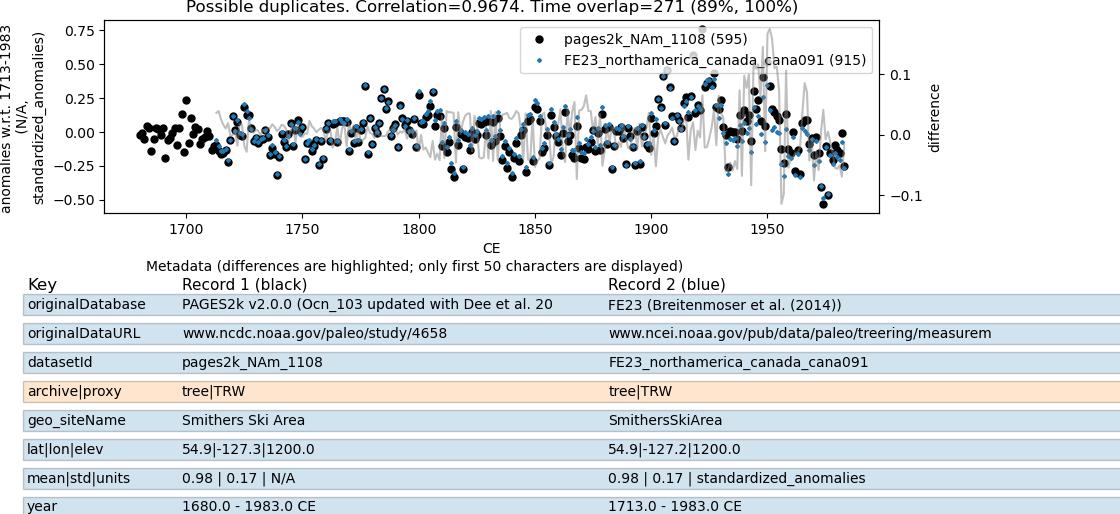 Possible duplicates. Correlation=0.9674. Time overlap=271 (89%, 100%)
anomalies w.r.t. 1713-1983
(N/A,
standardized_anomalies)
0.75
0.50
0.25
0.00
−0.25
−0.50
pages2k_NAm_1108 (595)
FE23_northamerica_canada_cana091 (915)
0.1
0.0
−0.1
difference
1700 1750 1800 1850 1900 1950
CE
Metadata (differences are highlighted; only first 50 characters are displayed)
Key Record 1 (black) Record 2 (blue)
originalDatabase PAGES2k v2.0.0 (Ocn_103 updated with Dee et al. 20 FE23 (Breitenmoser et al. (2014))
originalDataURL www.ncdc.noaa.gov/paleo/study/4658 www.ncei.noaa.gov/pub/data/paleo/treering/measurem
datasetId pages2k_NAm_1108 FE23_northamerica_canada_cana091
archive|proxy tree|TRW tree|TRW
geo_siteName Smithers Ski Area SmithersSkiArea
lat|lon|elev 54.9|-127.3|1200.0 54.9|-127.2|1200.0
mean|std|units 0.98 | 0.17 | N/A 0.98 | 0.17 | standardized_anomalies
year 1680.0 - 1983.0 CE 1713.0 - 1983.0 CE